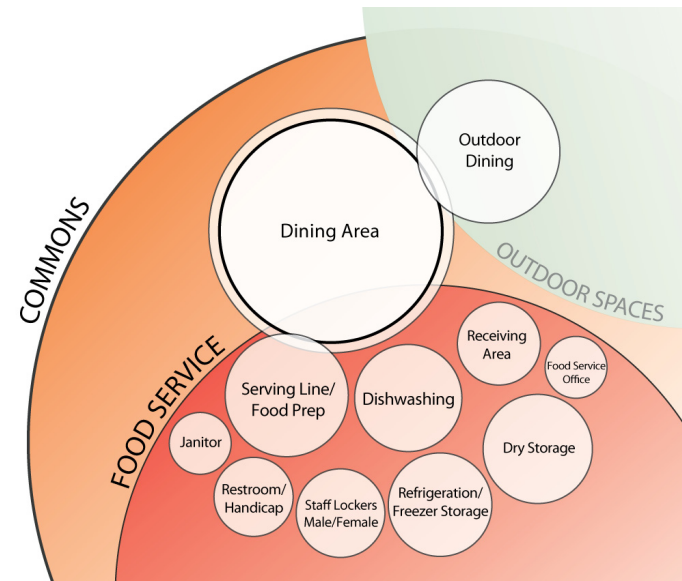 COMMONS
Outdoor
Dining
Dining Area
OUTDOOR SPACES
FOOD SERVICE
Receiving
Area
Food Service
Office
Serving Line/
Food Prep
Dishwashing
Janitor
Dry Storage
Restroom/
Handicap
Staff Lockers
Male/Female
Refrigeration/
Freezer Storage